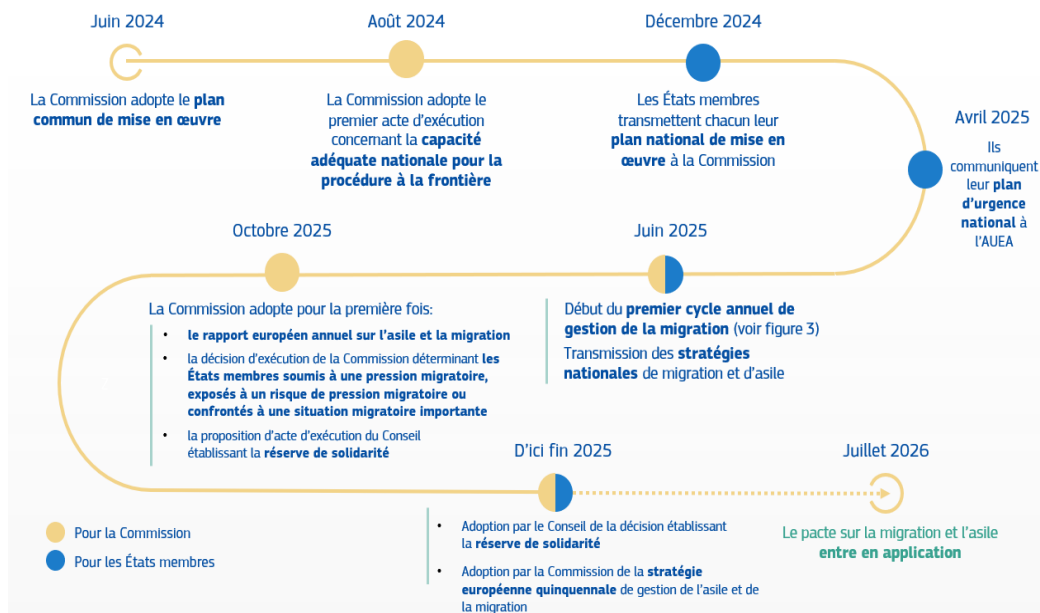 Juin 2024
La Commission adopte le plan
commun de mise en œuvre
Août 2024
La Commission adopte le
premier acte d'exécution
concernant la capacité
adéquate nationale pour la
procédure à la frontière
Décembre 2024
Les États membres
transmettent chacun leur
plan national de mise en
œuvre à la Commission
Avril 2025
Ils
communiquent
leur plan
d'urgence
national à
l'AUEA
Juin 2025
Début du premier cycle annuel de
gestion de la migration (voir figure 3)
Transmission des stratégies
nationales de migration et d'asile
Octobre 2025
La Commission adopte pour la première fois:
• le rapport européen annuel sur l'asile et la migration
• la décision d'exécution de la Commission déterminant les
États membres soumis à une pression migratoire,
exposés à un risque de pression migratoire ou
confrontés à une situation migratoire importante
• la proposition d'acte d'exécution du Conseil
établissant la réserve de solidarité
D'ici fin 2025
• Adoption par le Conseil de la décision établissant
la réserve de solidarité
• Adoption par la Commission de la stratégie
européenne quinquennale de gestion de l'asile et de
la migration
Juillet 2026
Le pacte sur la migration et l'asile
entre en application
Pour la Commission
Pour les États membres